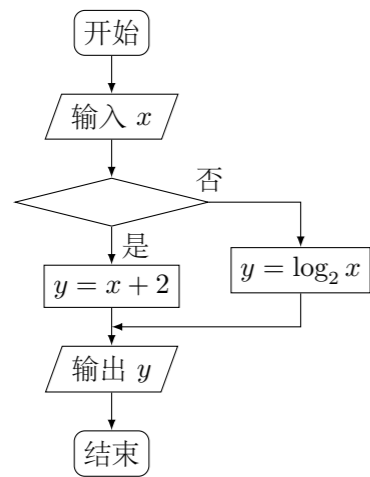 开始
输入 x
否
是
y = x + 2
y = log₂ x
输出 y
结束